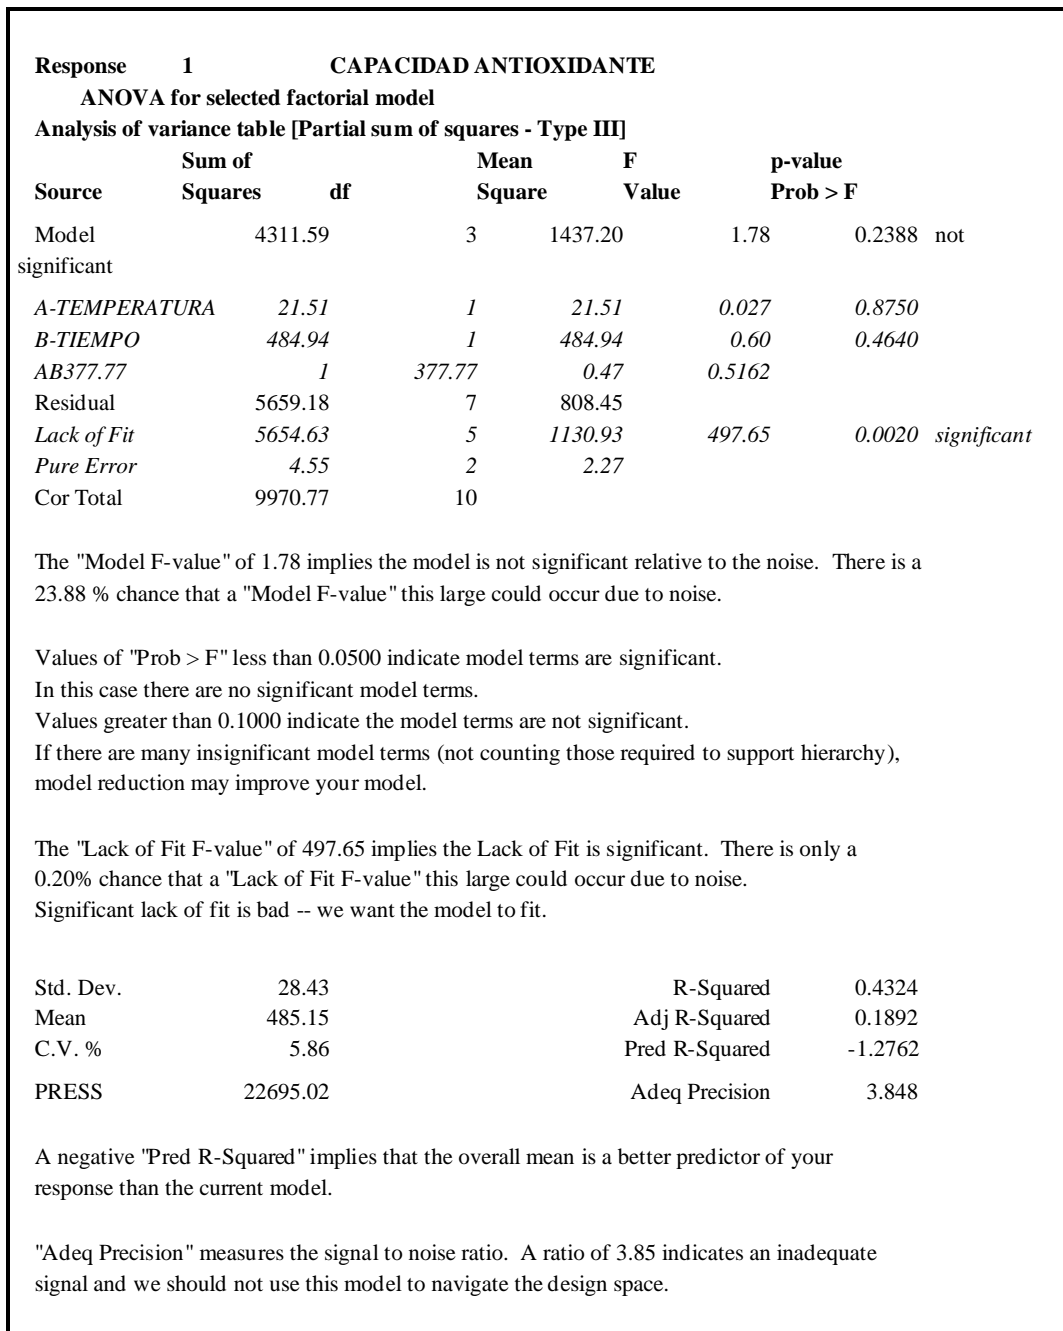 Response 1 CAPACIDAD ANTIOXIDANTE
ANOVA for selected factorial model
Analysis of variance table [Partial sum of squares - Type III]
Sum of Mean F p-value
Source Squares df Square Value Prob > F
Model 4311.59 3 1437.20 1.78 0.2388 not
significant
A-TEMPERATURA 21.51 1 21.51 0.027 0.8750
B-TIEMPO 484.94 1 484.94 0.60 0.4640
AB377.77 1 377.77 0.47 0.5162
Residual 5659.18 7 808.45
Lack of Fit 5654.63 5 1130.93 497.65 0.0020 significant
Pure Error 4.55 2 2.27
Cor Total 9970.77 10
The "Model F-value" of 1.78 implies the model is not significant relative to the noise. There is a
23.88 % chance that a "Model F-value" this large could occur due to noise.
Values of "Prob > F" less than 0.0500 indicate model terms are significant.
In this case there are no significant model terms.
Values greater than 0.1000 indicate the model terms are not significant.
If there are many insignificant model terms (not counting those required to support hierarchy),
model reduction may improve your model.
The "Lack of Fit F-value" of 497.65 implies the Lack of Fit is significant. There is only a
0.20% chance that a "Lack of Fit F-value" this large could occur due to noise.
Significant lack of fit is bad -- we want the model to fit.
Std. Dev. 28.43 R-Squared 0.4324
Mean 485.15 Adj R-Squared 0.1892
C.V. % 5.86 Pred R-Squared -1.2762
PRESS 22695.02 Adeq Precision 3.848
A negative "Pred R-Squared" implies that the overall mean is a better predictor of your
response than the current model.
"Adeq Precision" measures the signal to noise ratio. A ratio of 3.85 indicates an inadequate
signal and we should not use this model to navigate the design space.